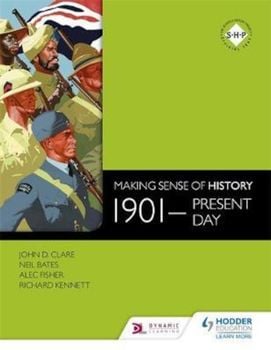 S·H·P
MAKING SENSE OF HISTORY
1901–PRESENT
DAY
JOHN D. CLARE
NEIL BATES
ALEC FISHER
RICHARD KENNETT
DYNAMIC
LEARNING
HODDER
EDUCATION
LEARN MORE